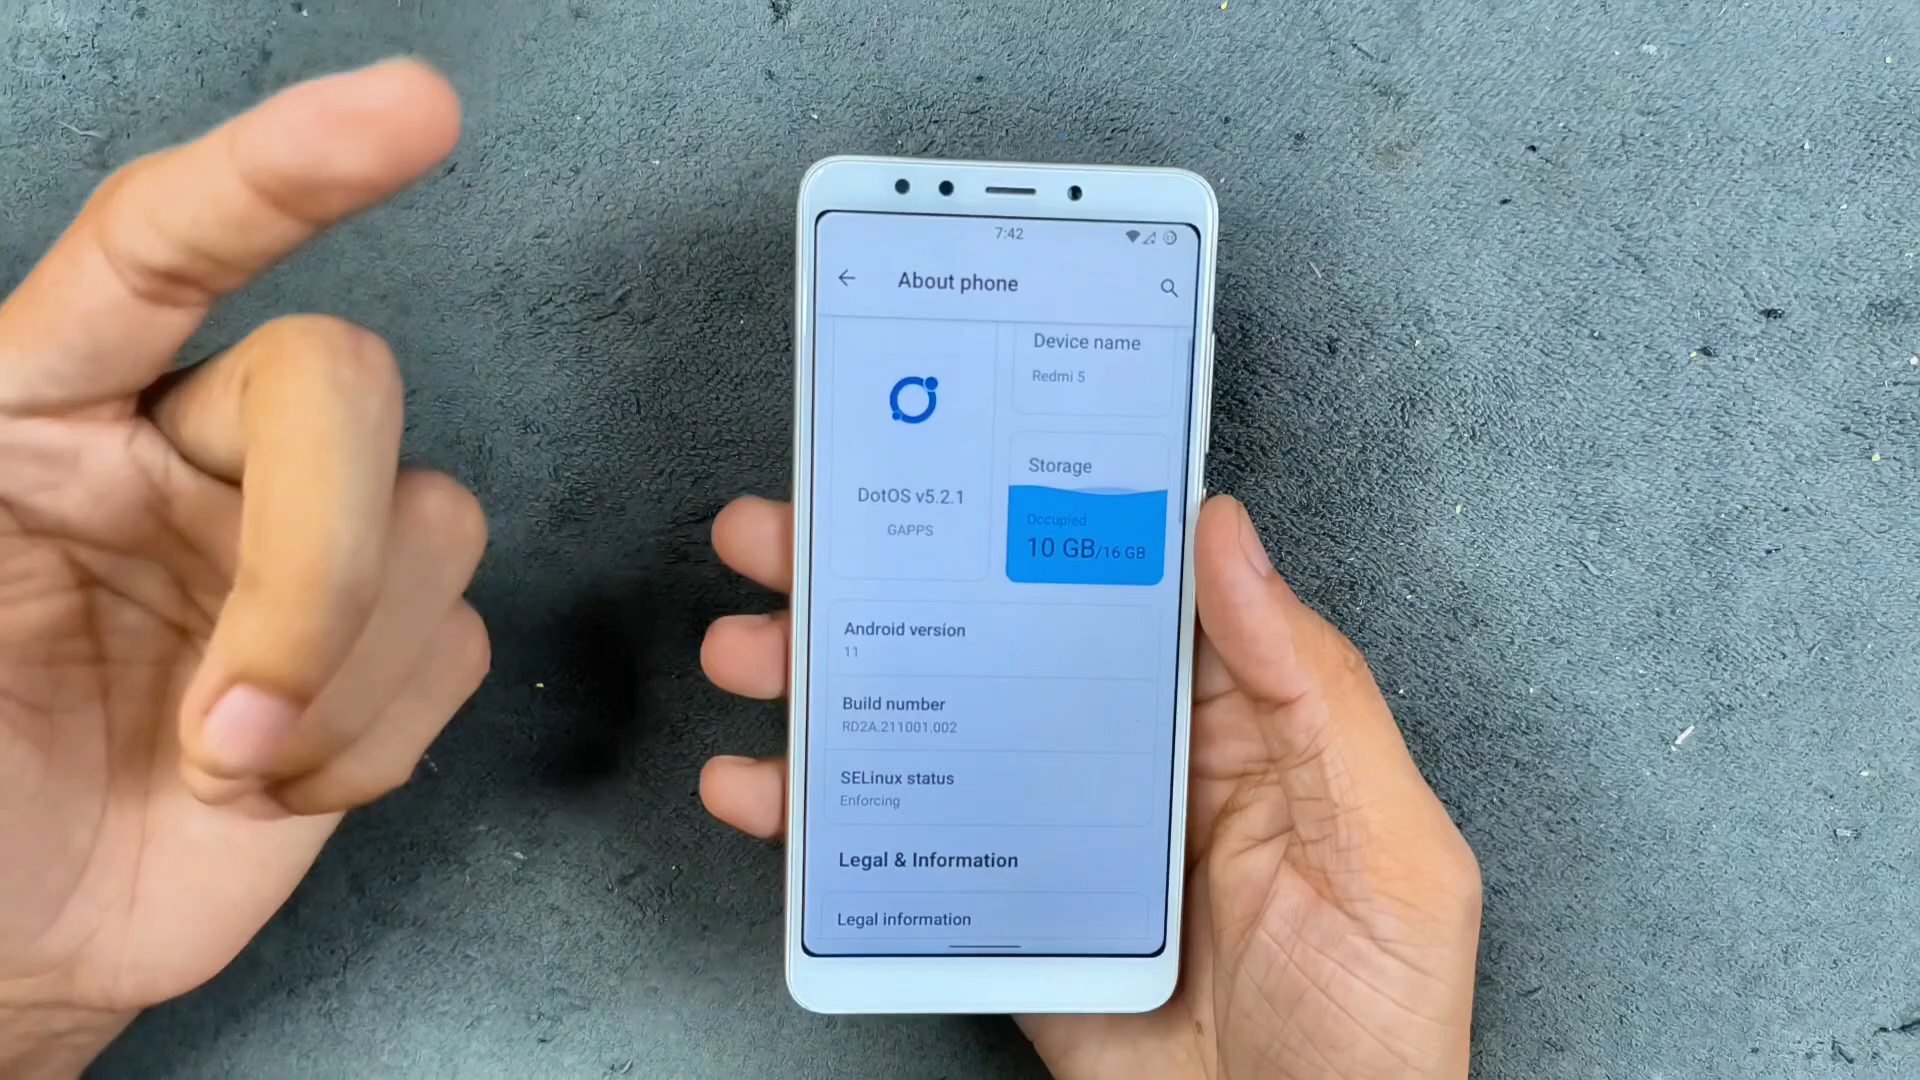 7:42
About phone
Device name
Redmi 5
DotOS v5.2.1
GAPPS
Storage
Occupied
10 GB/16 GB
Android version
11
Build number
RD2A.211001.002
SELinux status
Enforcing
Legal & Information
Legal information